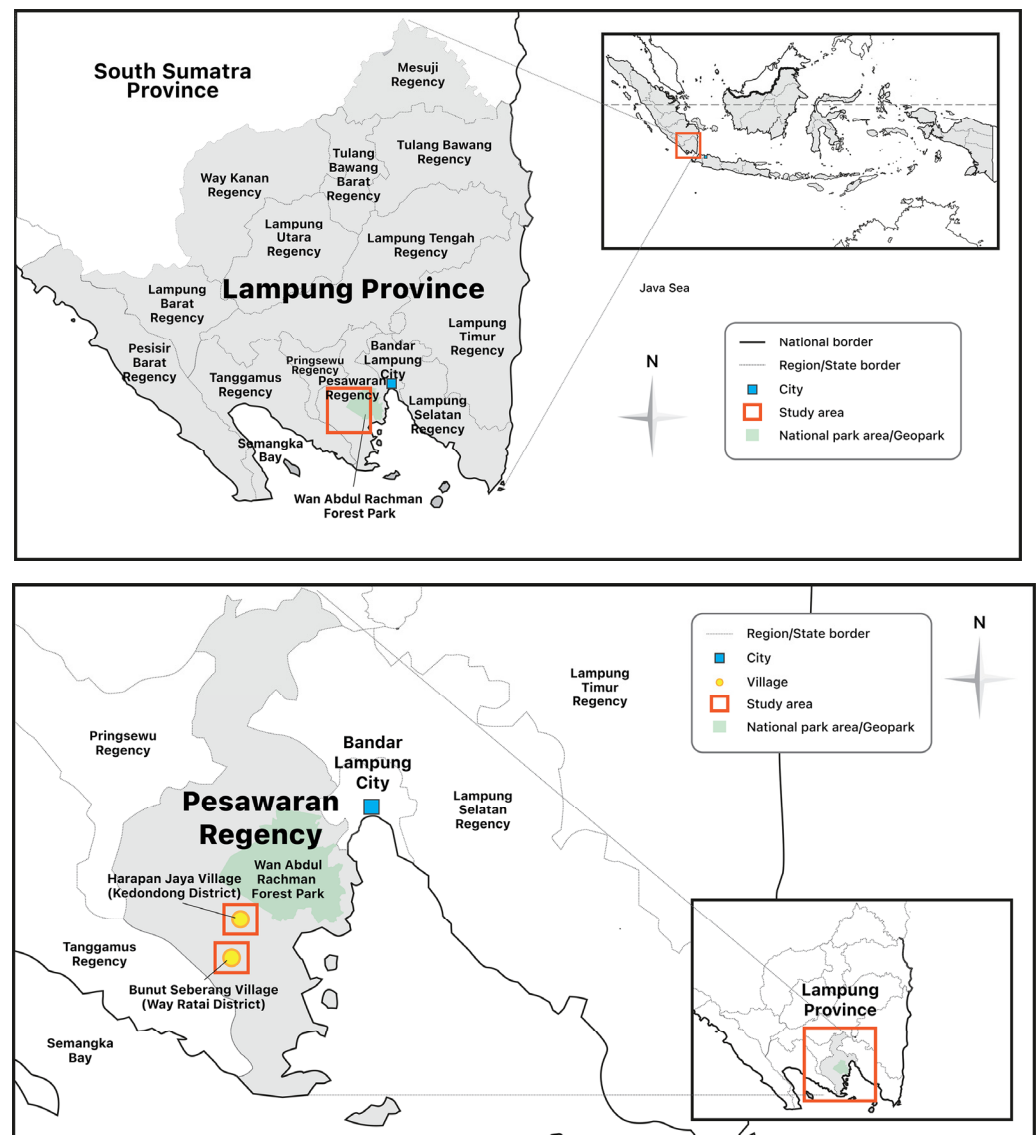 South Sumatra
Province
Mesuji
Regency
Tulang Bawang
Regency
Tulang
Bawang
Barat
Regency
Way Kanan
Regency
Lampung
Utara
Regency
Lampung Tengah
Regency
Lampung Province
Lampung
Barat
Regency
Lampung
Timur
Regency
Pesisir
Barat
Regency
Bandar
Lampung
City
Pringsewu
Regency
Tanggamus
Regency
Pesawaran
Regency
Lampung
Selatan
Regency
Semangka
Bay
Wan Abdul Rachman
Forest Park
Java Sea
N
National border
Region/State border
City
Study area
National park area/Geopark
Region/State border
City
Village
Study area
National park area/Geopark
N
Lampung
Timur
Regency
Pringsewu
Regency
Bandar
Lampung
City
Pesawaran
Regency
Lampung
Selatan
Regency
Wan Abdul
Rachman
Forest Park
Harapan Jaya Village
(Kedondong District)
Tanggamus
Regency
Bunut Seberang Village
(Way Ratai District)
Semangka
Bay
Lampung
Province